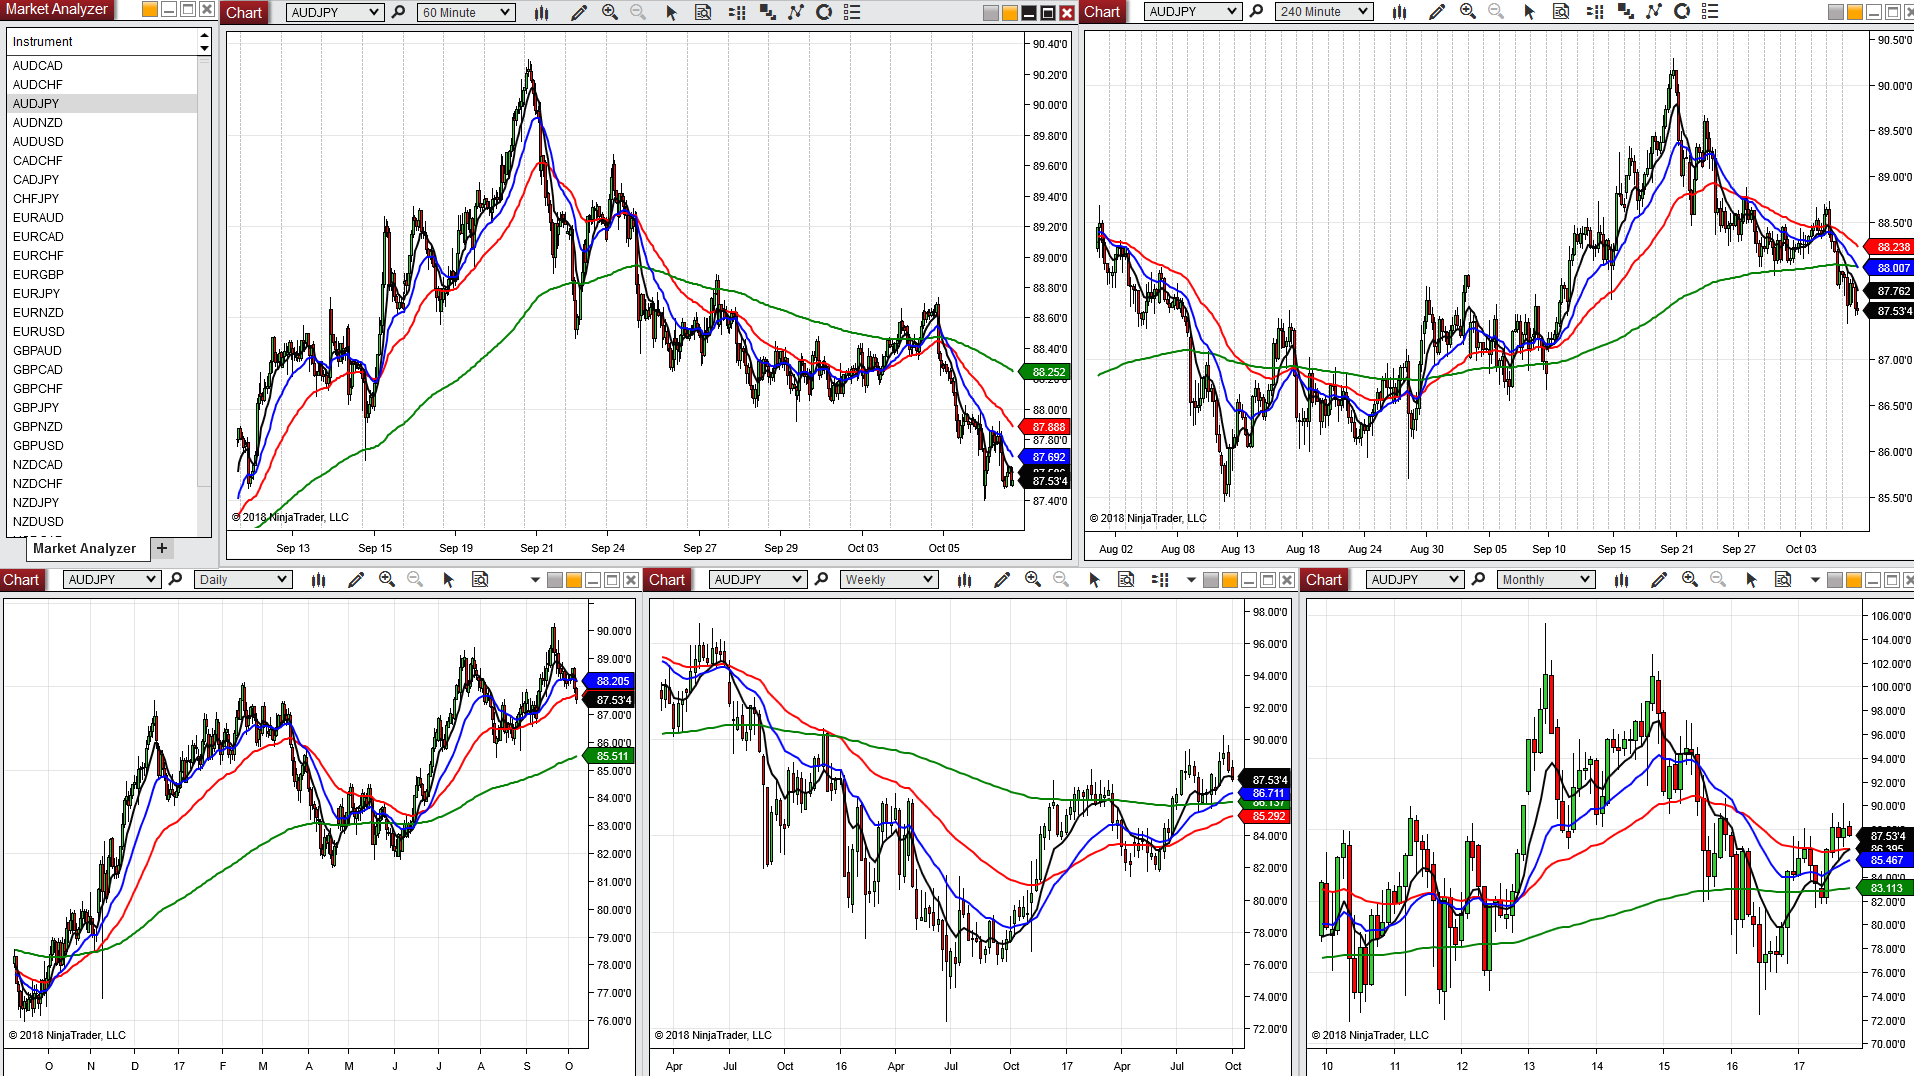 Market Analyzer
Instrument
AUDCAD
AUDCHF
AUDJPY
AUDNZD
AUDUSD
CADCHF
CADJPY
CHFJPY
EURAUD
EURCAD
EURCHF
EURGBP
EURJPY
EURNZD
EURUSD
GBPAUD
GBPCAD
GBPCHF
GBPJPY
GBPNZD
GBPUSD
NZDCAD
NZDCHF
NZDJPY
NZDUSD
Market Analyzer +
Chart AUDJPY 60 Minute
90.40'0
90.20'0
90.00'0
89.80'0
89.60'0
89.40'0
89.20'0
89.00'0
88.80'0
88.60'0
88.40'0
88.252
88.00'0
87.888
87.80'0
87.692
87.53'4
87.40'0
© 2018 NinjaTrader, LLC
Sep 13 Sep 15 Sep 19 Sep 21 Sep 24 Sep 27 Sep 29 Oct 03 Oct 05
Chart AUDJPY 240 Minute
90.50'0
90.00'0
89.50'0
89.00'0
88.50'0
88.238
88.007
87.762
87.53'4
87.00'0
86.50'0
86.00'0
85.50'0
© 2018 NinjaTrader, LLC
Aug 02 Aug 08 Aug 13 Aug 18 Aug 24 Aug 30 Sep 05 Sep 10 Sep 15 Sep 21 Sep 27 Oct 03
Chart AUDJPY Daily
90.00'0
89.00'0
88.205
87.53'4
87.00'0
86.00'0
85.511
85.00'0
84.00'0
83.00'0
82.00'0
81.00'0
80.00'0
79.00'0
78.00'0
77.00'0
76.00'0
© 2018 NinjaTrader, LLC
O N D 17 F M A M J J A S O
Chart AUDJPY Weekly
98.00'0
96.00'0
94.00'0
92.00'0
90.00'0
87.53'4
86.711
86.137
85.292
84.00'0
82.00'0
80.00'0
78.00'0
76.00'0
74.00'0
72.00'0
© 2018 NinjaTrader, LLC
Apr Jul Oct 16 Apr Jul Oct 17 Apr Jul Oct
Chart AUDJPY Monthly
106.00'0
104.00'0
102.00'0
100.00'0
98.00'0
96.00'0
94.00'0
92.00'0
90.00'0
87.53'4
86.395
85.467
84.00'0
83.113
82.00'0
80.00'0
78.00'0
76.00'0
74.00'0
72.00'0
70.00'0
© 2018 NinjaTrader, LLC
10 11 12 13 14 15 16 17